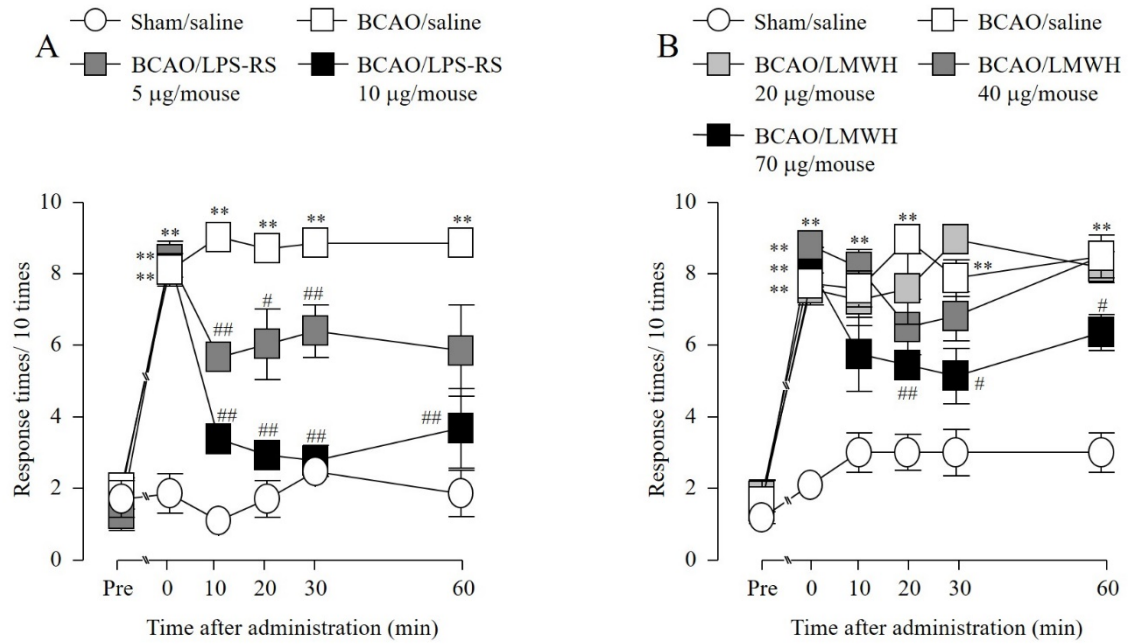 A
Sham/saline
BCAO/saline
BCAO/LPS-RS
5 μg/mouse
BCAO/LPS-RS
10 μg/mouse
Response times/ 10 times
10
8
6
4
2
0
**
**
**
**
**
**
**
##
#
##
##
##
##
##
Pre
0
10
20
30
60
Time after administration (min)
B
Sham/saline
BCAO/saline
BCAO/LMWH
20 μg/mouse
BCAO/LMWH
40 μg/mouse
BCAO/LMWH
70 μg/mouse
Response times/ 10 times
10
8
6
4
2
0
**
**
**
**
**
**
**
**
##
#
#
Pre
0
10
20
30
60
Time after administration (min)